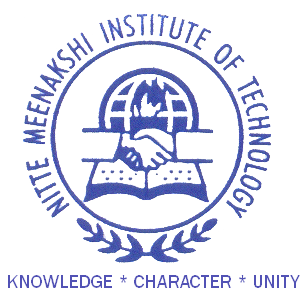 NITTE MEENAKSHI INSTITUTE OF TECHNOLOGY
KNOWLEDGE * CHARACTER * UNITY